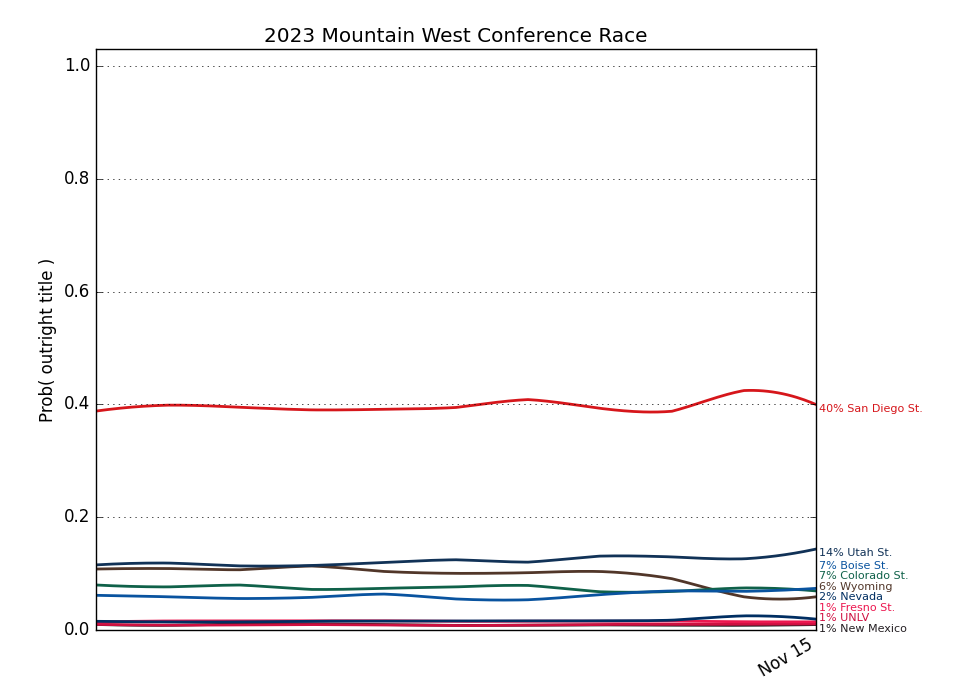 2023 Mountain West Conference Race
Prob( outright title )
1.0
0.8
0.6
0.4
0.2
0.0
40% San Diego St.
14% Utah St.
7% Boise St.
7% Colorado St.
6% Wyoming
2% Nevada
1% Fresno St.
1% UNLV
1% New Mexico
Nov 15